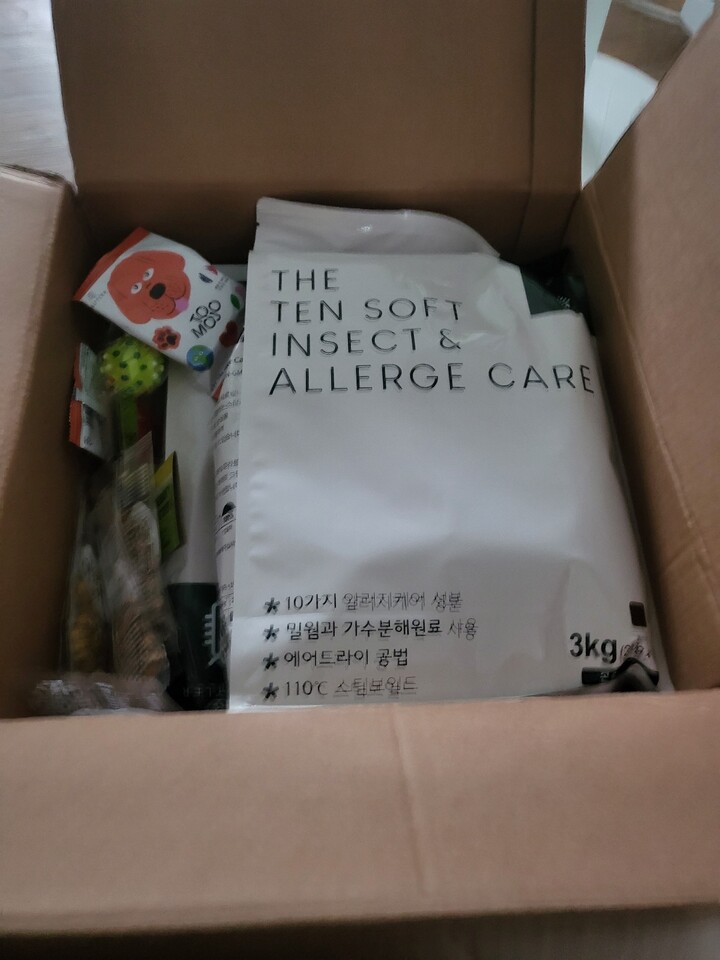 TO
MOJO
THE
TEN SOFT
INSECT &
ALLERGE CARE
10가지 알러지케어 성분
밀웜과 가수분해원료 사용
에어드라이 공법
110℃ 스팀보일드
3kg